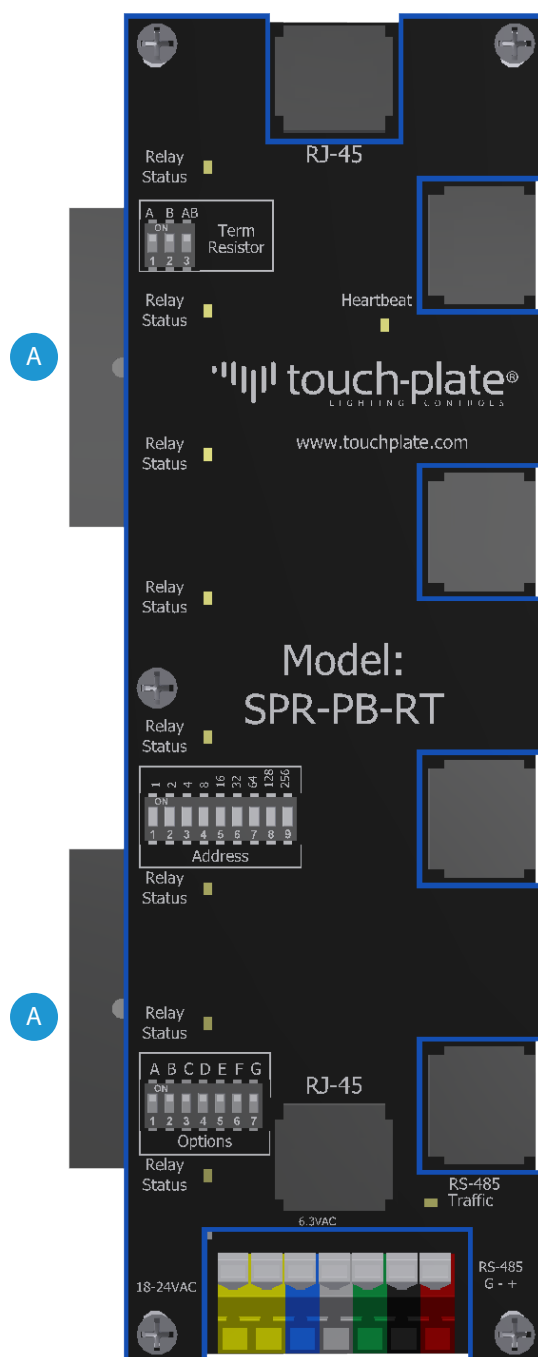 RJ-45
Relay
Status
A B AB
ON
1 2 3
Term
Resistor
Relay
Status
Heartbeat
A
touch-plate®
LIGHTING CONTROLS
www.touchplate.com
Relay
Status
Relay
Status
Model:
SPR-PB-RT
Relay
Status
1 2 4 8 16 32 64 128 256
ON
1 2 3 4 5 6 7 8 9
Address
Relay
Status
A
Relay
Status
A B C D E F G
ON
1 2 3 4 5 6 7
Options
RJ-45
Relay
Status
RS-485
Traffic
6.3VAC
18-24VAC
RS-485
G - +